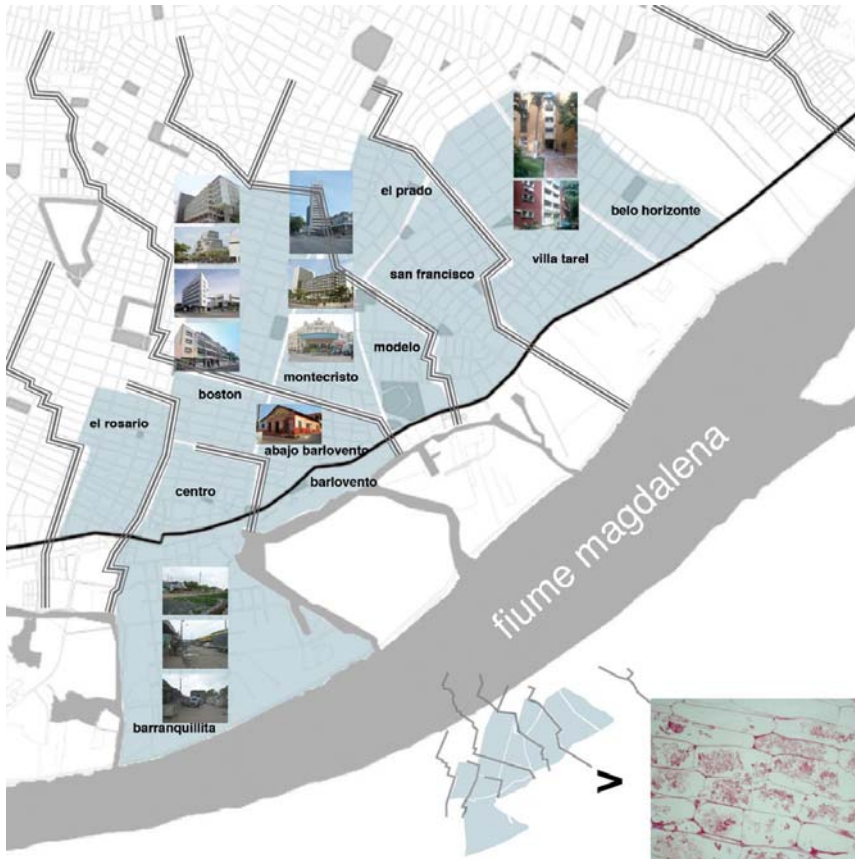 el prado
belo horizonte
villa tarel
san francisco
modelo
montecristo
boston
el rosario
abajo barlovento
barlovento
centro
fiume magdalena
barranquillita
>